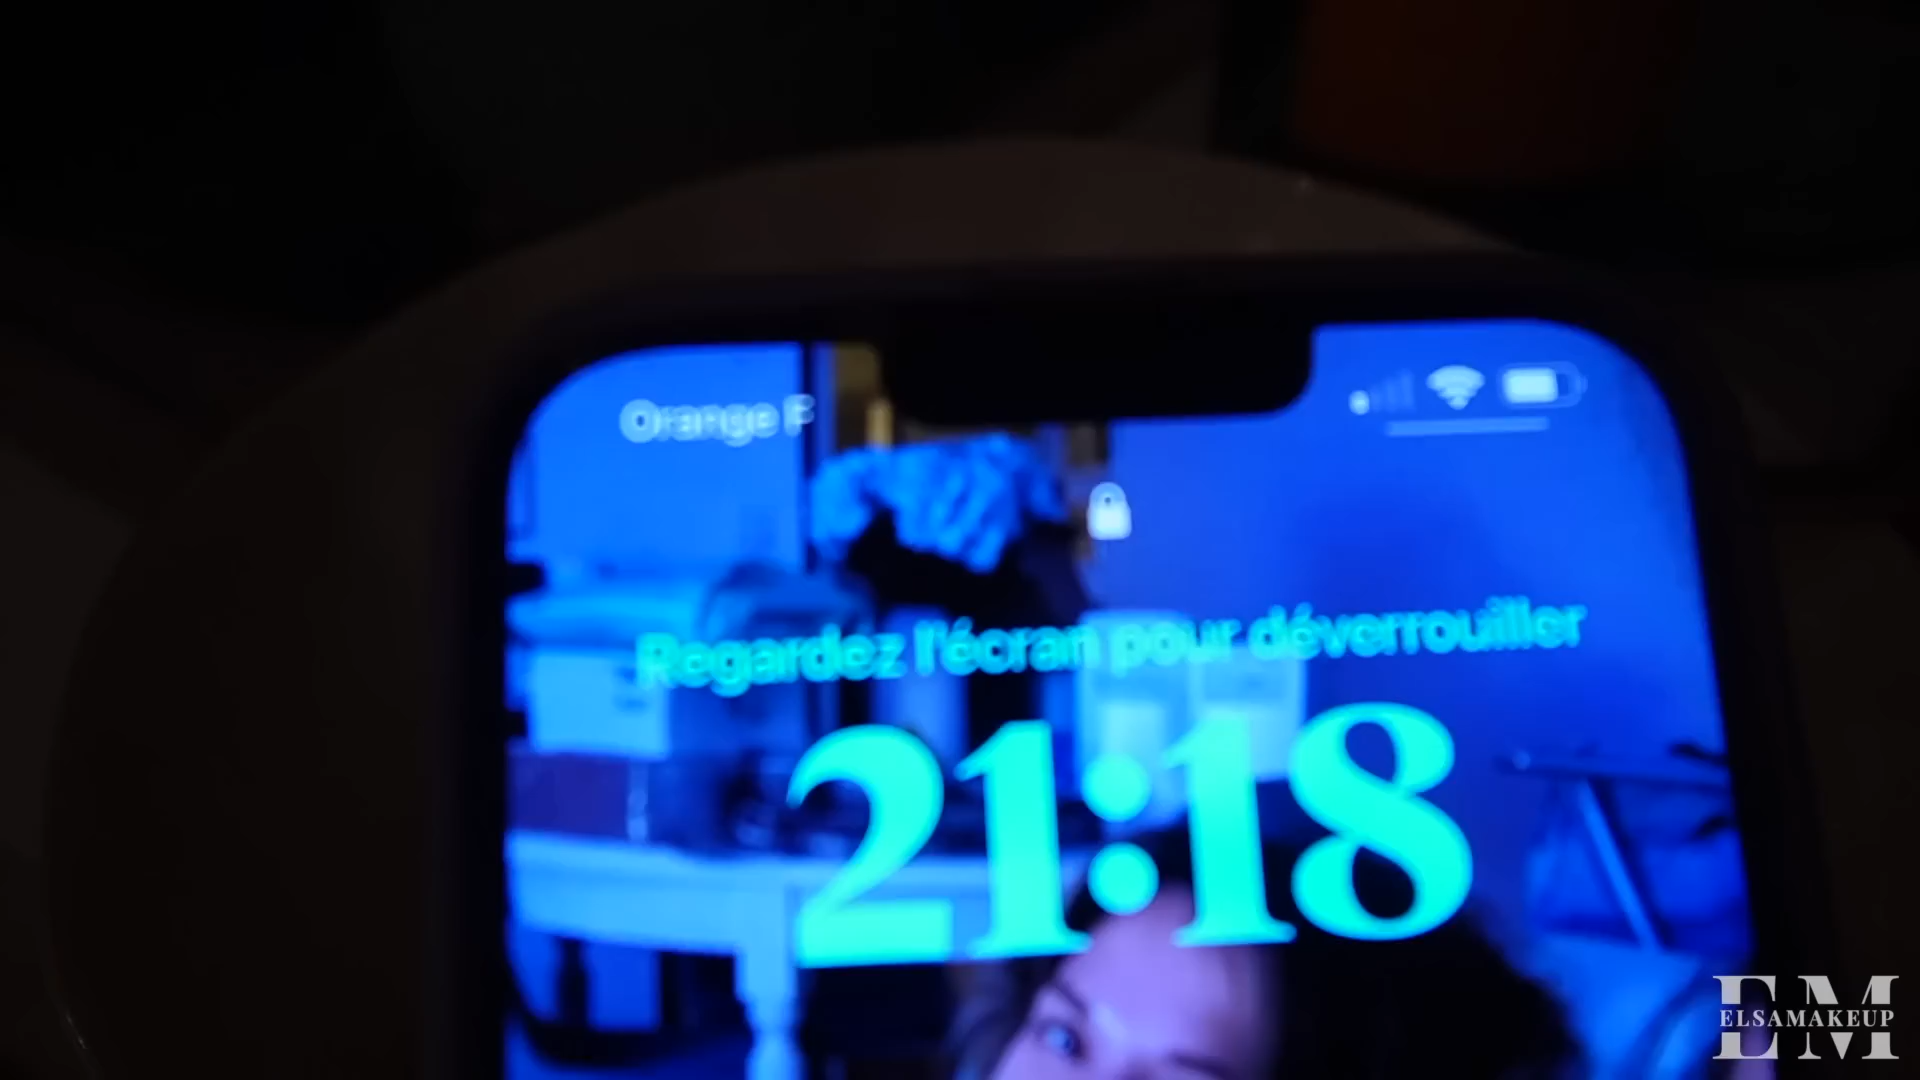 Orange F
Regardez l'écran pour déverrouiller
21:18
EM
ELSAMAKEUP